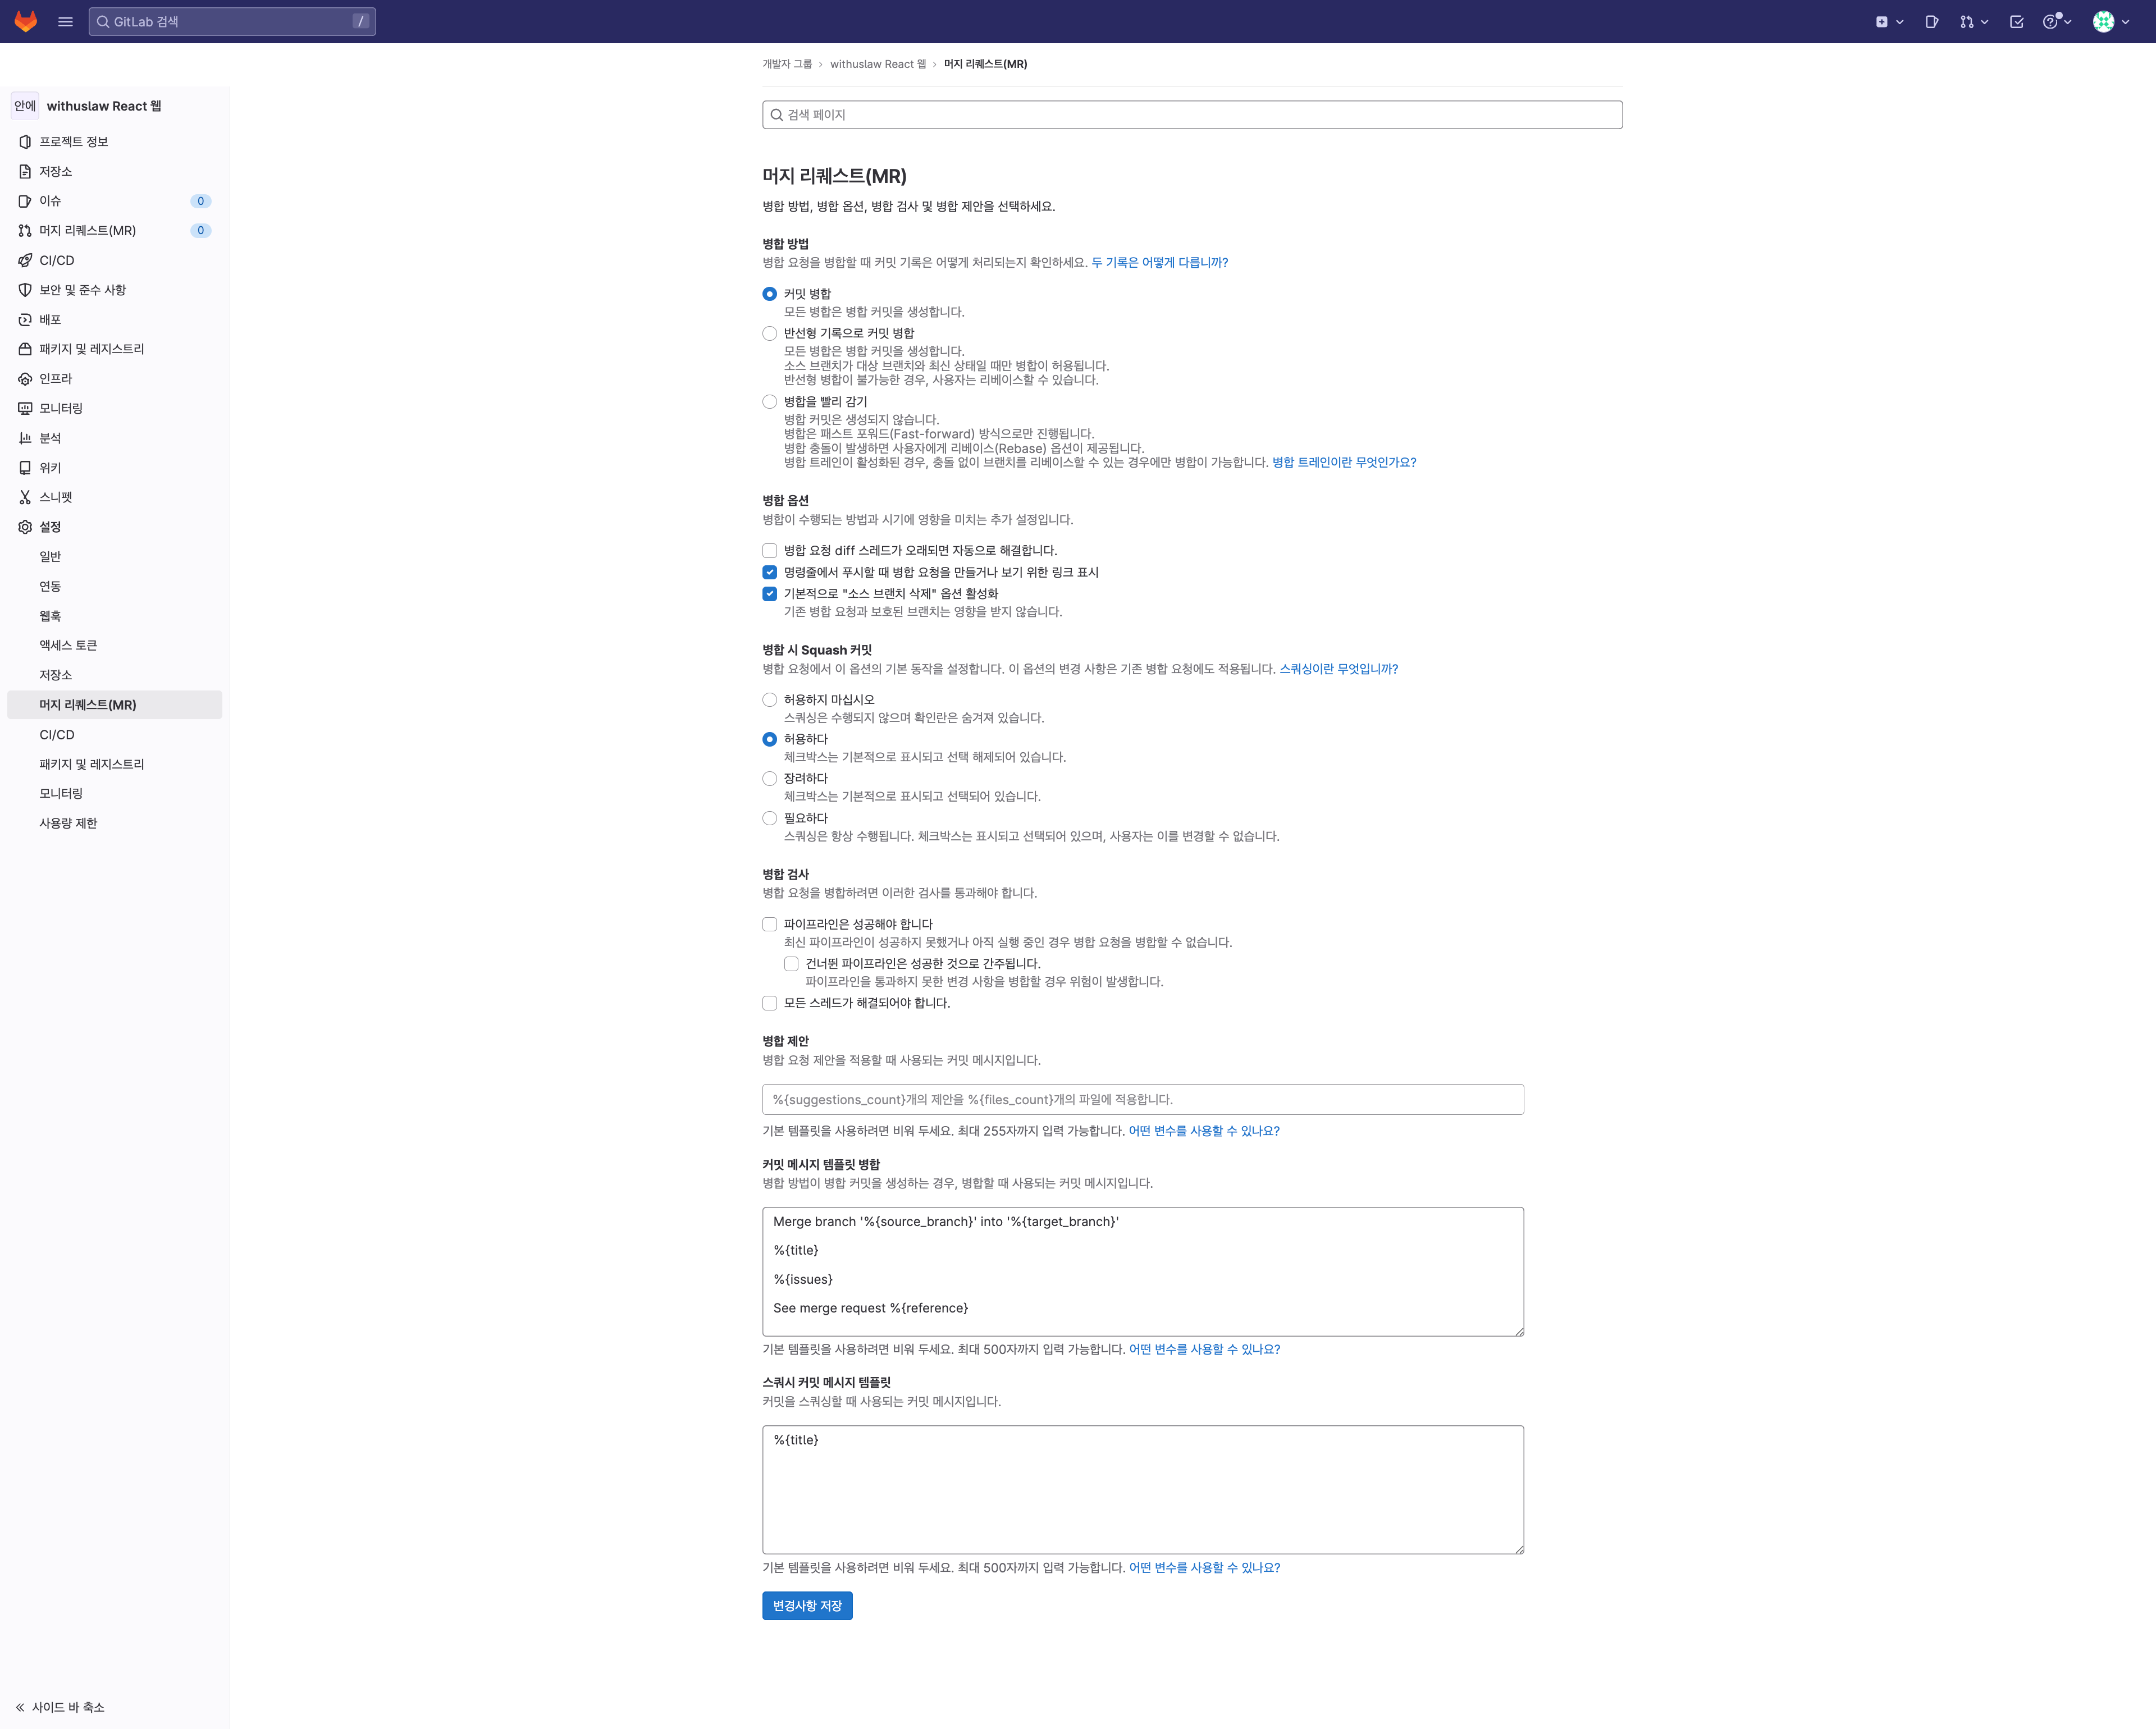 GitLab 검색 /
개발자 그룹 › withuslaw React 웹 › 머지 리퀘스트(MR)
안에 withuslaw React 웹
프로젝트 정보
저장소
이슈 0
머지 리퀘스트(MR) 0
CI/CD
보안 및 준수 사항
배포
패키지 및 레지스트리
인프라
모니터링
분석
위키
스니펫
설정
일반
연동
웹훅
액세스 토큰
저장소
머지 리퀘스트(MR)
CI/CD
패키지 및 레지스트리
모니터링
사용량 제한
사이드 바 축소
검색 페이지
머지 리퀘스트(MR)
병합 방법, 병합 옵션, 병합 검사 및 병합 제안을 선택하세요.
병합 방법
병합 요청을 병합할 때 커밋 기록은 어떻게 처리되는지 확인하세요. 두 기록은 어떻게 다릅니까?
커밋 병합
모든 병합은 병합 커밋을 생성합니다.
반선형 기록으로 커밋 병합
모든 병합은 병합 커밋을 생성합니다.
소스 브랜치가 대상 브랜치와 최신 상태일 때만 병합이 허용됩니다.
반선형 병합이 불가능한 경우, 사용자는 리베이스할 수 있습니다.
병합을 빨리 감기
병합 커밋은 생성되지 않습니다.
병합은 패스트 포워드(Fast-forward) 방식으로만 진행됩니다.
병합 충돌이 발생하면 사용자에게 리베이스(Rebase) 옵션이 제공됩니다.
병합 트레인이 활성화된 경우, 충돌 없이 브랜치를 리베이스할 수 있는 경우에만 병합이 가능합니다. 병합 트레인이란 무엇인가요?
병합 옵션
병합이 수행되는 방법과 시기에 영향을 미치는 추가 설정입니다.
병합 요청 diff 스레드가 오래되면 자동으로 해결합니다.
명령줄에서 푸시할 때 병합 요청을 만들거나 보기 위한 링크 표시
기본적으로 "소스 브랜치 삭제" 옵션 활성화
기존 병합 요청과 보호된 브랜치는 영향을 받지 않습니다.
병합 시 Squash 커밋
병합 요청에서 이 옵션의 기본 동작을 설정합니다. 이 옵션의 변경 사항은 기존 병합 요청에도 적용됩니다. 스쿼싱이란 무엇입니까?
허용하지 마십시오
스쿼싱은 수행되지 않으며 확인란은 숨겨져 있습니다.
허용하다
체크박스는 기본적으로 표시되고 선택 해제되어 있습니다.
장려하다
체크박스는 기본적으로 표시되고 선택되어 있습니다.
필요하다
스쿼싱은 항상 수행됩니다. 체크박스는 표시되고 선택되어 있으며, 사용자는 이를 변경할 수 없습니다.
병합 검사
병합 요청을 병합하려면 이러한 검사를 통과해야 합니다.
파이프라인은 성공해야 합니다
최신 파이프라인이 성공하지 못했거나 아직 실행 중인 경우 병합 요청을 병합할 수 없습니다.
건너뛴 파이프라인은 성공한 것으로 간주됩니다.
파이프라인을 통과하지 못한 변경 사항을 병합할 경우 위험이 발생합니다.
모든 스레드가 해결되어야 합니다.
병합 제안
병합 요청 제안을 적용할 때 사용되는 커밋 메시지입니다.
%{suggestions_count}개의 제안을 %{files_count}개의 파일에 적용합니다.
기본 템플릿을 사용하려면 비워 두세요. 최대 255자까지 입력 가능합니다. 어떤 변수를 사용할 수 있나요?
커밋 메시지 템플릿 병합
병합 방법이 병합 커밋을 생성하는 경우, 병합할 때 사용되는 커밋 메시지입니다.
Merge branch '%{source_branch}' into '%{target_branch}'
%{title}
%{issues}
See merge request %{reference}
기본 템플릿을 사용하려면 비워 두세요. 최대 500자까지 입력 가능합니다. 어떤 변수를 사용할 수 있나요?
스쿼시 커밋 메시지 템플릿
커밋을 스쿼싱할 때 사용되는 커밋 메시지입니다.
%{title}
기본 템플릿을 사용하려면 비워 두세요. 최대 500자까지 입력 가능합니다. 어떤 변수를 사용할 수 있나요?
변경사항 저장